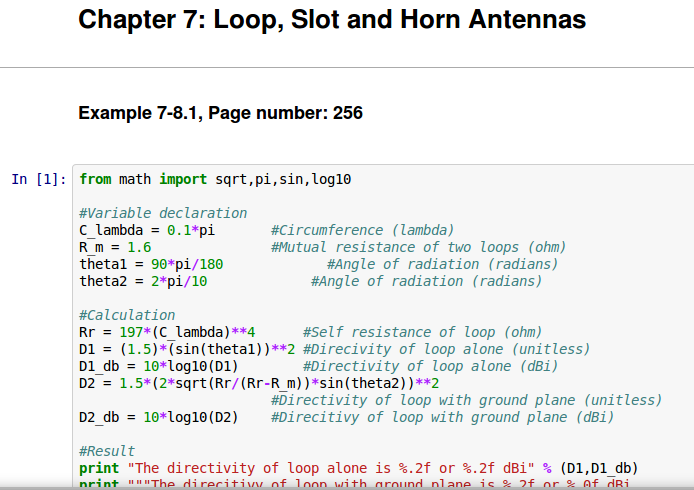 Chapter 7: Loop, Slot and Horn Antennas
Example 7-8.1, Page number: 256
In [1]: from math import sqrt,pi,sin,log10
#Variable declaration
C_lambda = 0.1*pi #Circumference (lambda)
R_m = 1.6 #Mutual resistance of two loops (ohm)
theta1 = 90*pi/180 #Angle of radiation (radians)
theta2 = 2*pi/10 #Angle of radiation (radians)
#Calculation
Rr = 197*(C_lambda)**4 #Self resistance of loop (ohm)
D1 = (1.5)*(sin(theta1))**2 #Direcivity of loop alone (unitless)
D1_db = 10*log10(D1) #Directivity of loop alone (dBi)
D2 = 1.5*(2*sqrt(Rr/(Rr-R_m))*sin(theta2))**2
#Directivity of loop with ground plane (unitless)
D2_db = 10*log10(D2) #Direcitivy of loop with ground plane (dBi)
#Result
print "The directivity of loop alone is %.2f or %.2f dBi" % (D1,D1_db)
print """The direcitivy of loop with ground plane is %.2f or %.0f dBi